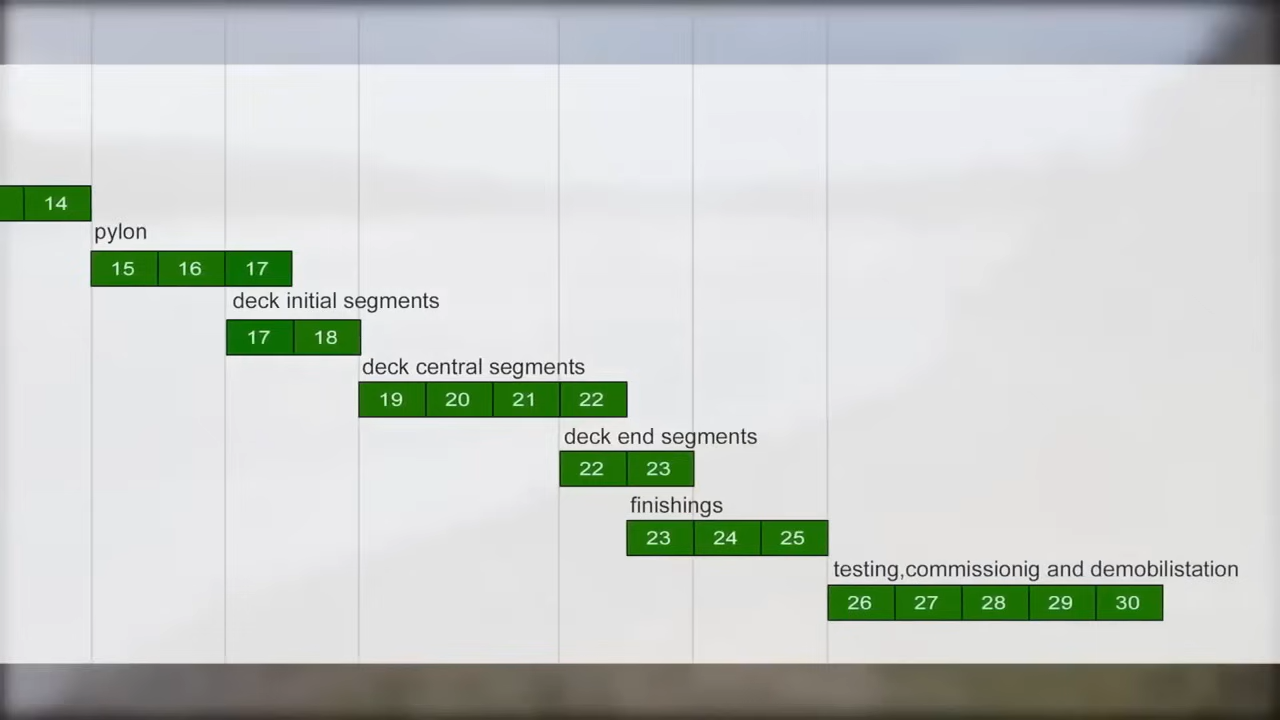 14
pylon
15 16 17
deck initial segments
17 18
deck central segments
19 20 21 22
deck end segments
22 23
finishings
23 24 25
testing,commissionig and demobilistation
26 27 28 29 30